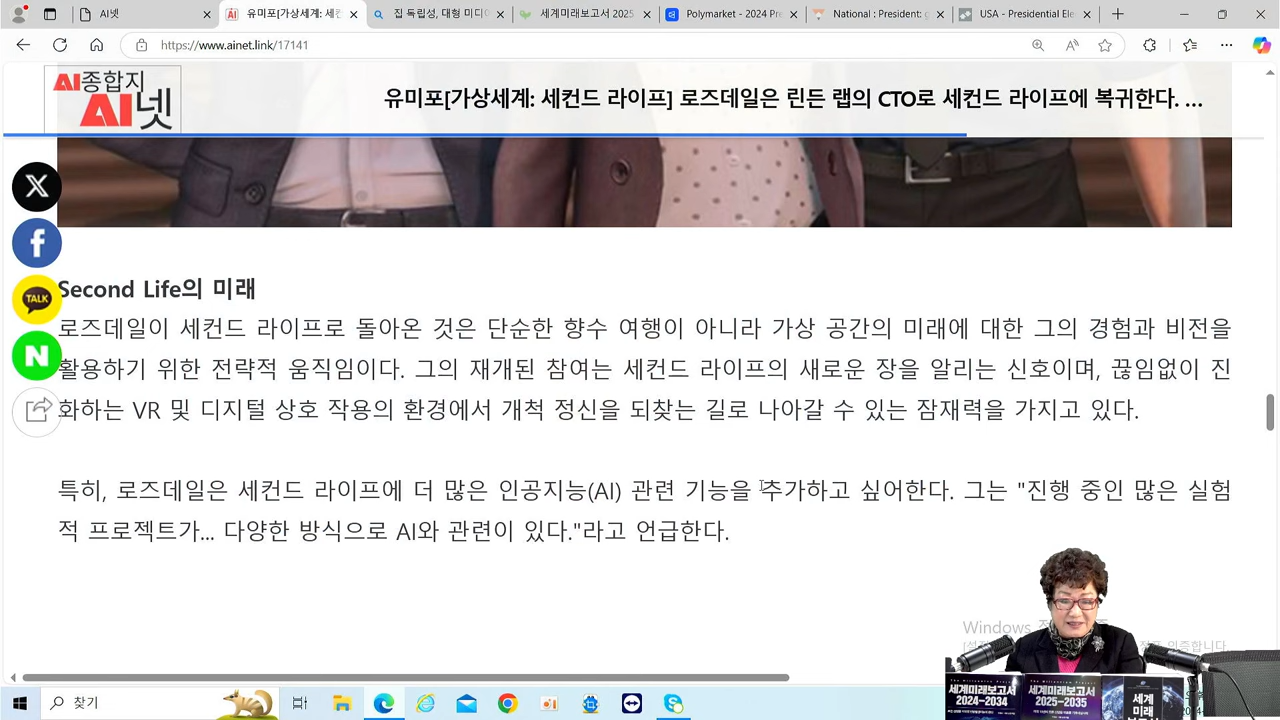 AI넷
유미포[가상세계: 세컨
집 독립성, 대형 미디어
세계미래보고서 2025
Polymarket - 2024 Pre
National : President: g
USA - Presidential Ele
https://www.ainet.link/17141
AI종합지
AI넷
유미포[가상세계: 세컨드 라이프] 로즈데일은 린든 랩의 CTO로 세컨드 라이프에 복귀한다. ...
TALK
N
Second Life의 미래
로즈데일이 세컨드 라이프로 돌아온 것은 단순한 향수 여행이 아니라 가상 공간의 미래에 대한 그의 경험과 비전을
활용하기 위한 전략적 움직임이다. 그의 재개된 참여는 세컨드 라이프의 새로운 장을 알리는 신호이며, 끊임없이 진
화하는 VR 및 디지털 상호 작용의 환경에서 개척 정신을 되찾는 길로 나아갈 수 있는 잠재력을 가지고 있다.
특히, 로즈데일은 세컨드 라이프에 더 많은 인공지능(AI) 관련 기능을 추가하고 싶어한다. 그는 "진행 중인 많은 실험
적 프로젝트가... 다양한 방식으로 AI와 관련이 있다."라고 언급한다.
Windows
인증합니다.
세계미래보고서
2024-2034
세계미래보고서
2025-2035
세계
미래
찾기